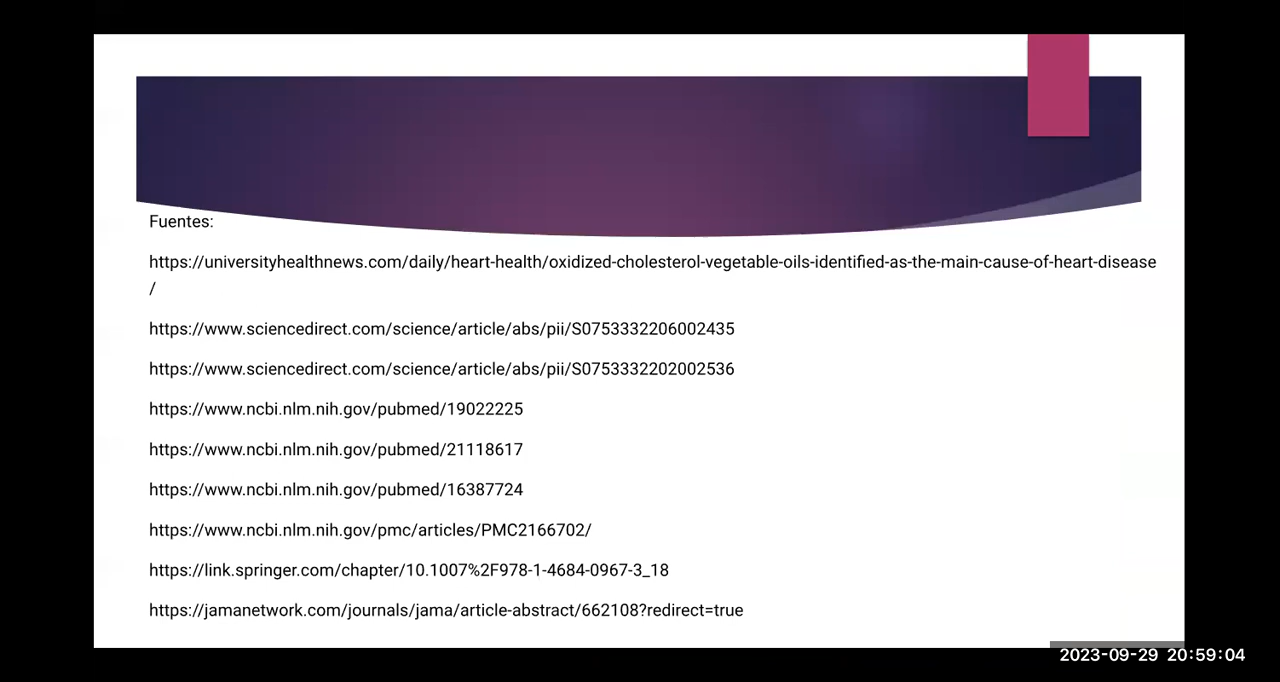 Fuentes:
https://universityhealthnews.com/daily/heart-health/oxidized-cholesterol-vegetable-oils-identified-as-the-main-cause-of-heart-disease
/
https://www.sciencedirect.com/science/article/abs/pii/S0753332206002435
https://www.sciencedirect.com/science/article/abs/pii/S0753332202002536
https://www.ncbi.nlm.nih.gov/pubmed/19022225
https://www.ncbi.nlm.nih.gov/pubmed/21118617
https://www.ncbi.nlm.nih.gov/pubmed/16387724
https://www.ncbi.nlm.nih.gov/pmc/articles/PMC2166702/
https://link.springer.com/chapter/10.1007%2F978-1-4684-0967-3_18
https://jamanetwork.com/journals/jama/article-abstract/662108?redirect=true
2023-09-29 20:59:04